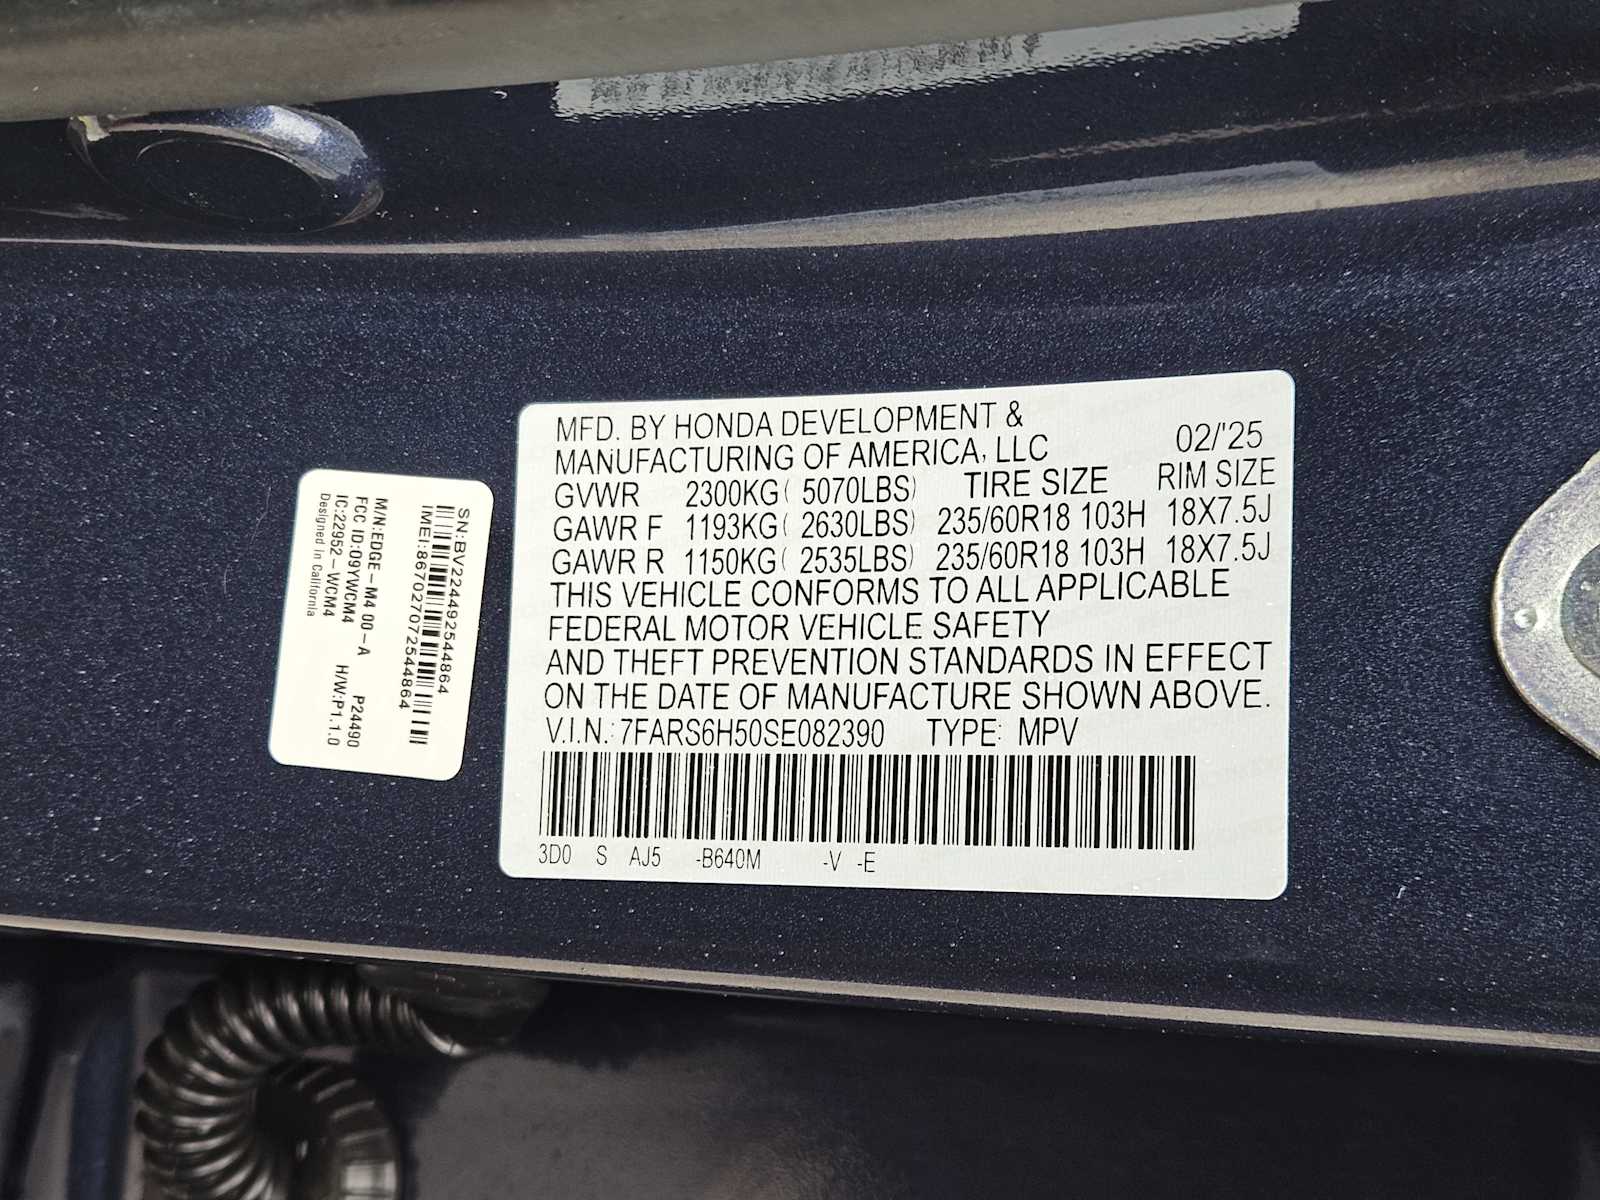 MFD. BY HONDA DEVELOPMENT &
MANUFACTURING OF AMERICA, LLC 02/'25
GVWR 2300KG( 5070LBS) TIRE SIZE RIM SIZE
GAWR F 1193KG( 2630LBS) 235/60R18 103H 18X7.5J
GAWR R 1150KG( 2535LBS) 235/60R18 103H 18X7.5J
THIS VEHICLE CONFORMS TO ALL APPLICABLE
FEDERAL MOTOR VEHICLE SAFETY
AND THEFT PREVENTION STANDARDS IN EFFECT
ON THE DATE OF MANUFACTURE SHOWN ABOVE.
V.I.N.: 7FARS6H50SE082390 TYPE: MPV
3D0 S AJ5 -B640M -V -E
SN:BV224492544864
IMEI:867027072544864
M/N:EDGE-M4 00-A P24490
FCC ID:O9YWCM4 H/W:P1.1.0
IC:22952-WCM4
Designed in California